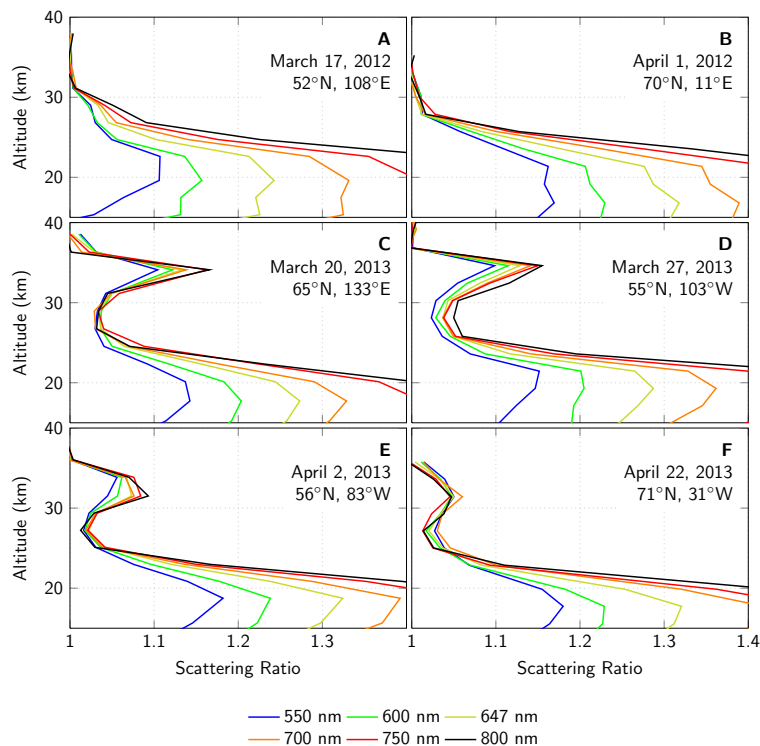 A
March 17, 2012
52°N, 108°E
B
April 1, 2012
70°N, 11°E
40
30
20
Altitude (km)
C
March 20, 2013
65°N, 133°E
D
March 27, 2013
55°N, 103°W
40
30
20
Altitude (km)
E
April 2, 2013
56°N, 83°W
F
April 22, 2013
71°N, 31°W
40
30
20
Altitude (km)
1 1.1 1.2 1.3 1 1.1 1.2 1.3 1.4
Scattering Ratio Scattering Ratio
550 nm 600 nm 647 nm
700 nm 750 nm 800 nm